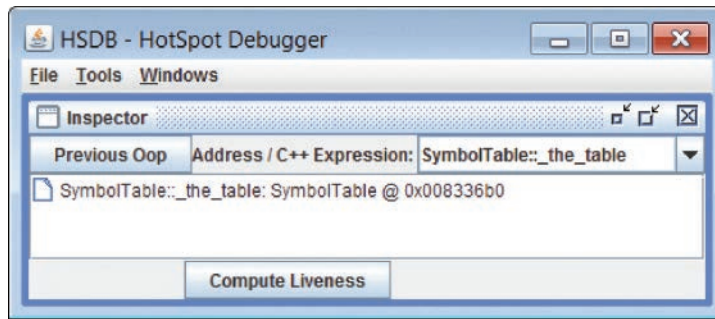 HSDB - HotSpot Debugger
File Tools Windows
Inspector
Previous Oop Address / C++ Expression: SymbolTable::_the_table
SymbolTable::_the_table: SymbolTable @ 0x008336b0
Compute Liveness